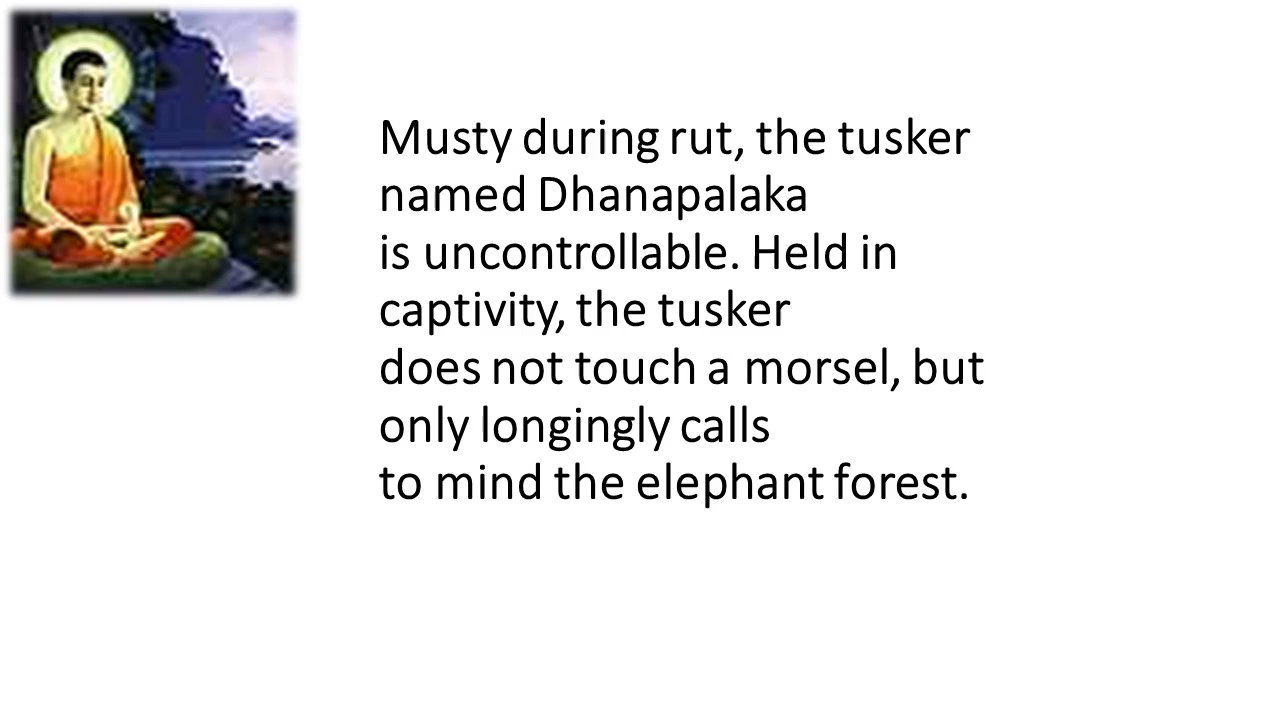 Musty during rut, the tusker
named Dhanapalaka
is uncontrollable. Held in
captivity, the tusker
does not touch a morsel, but
only longingly calls
to mind the elephant forest.